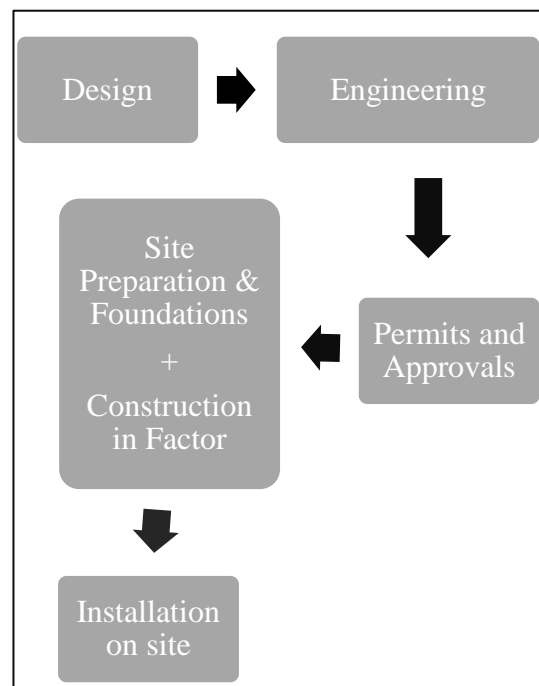 Design
Engineering
Site
Preparation &
Foundations
+
Construction
in Factor
Permits and
Approvals
Installation
on site